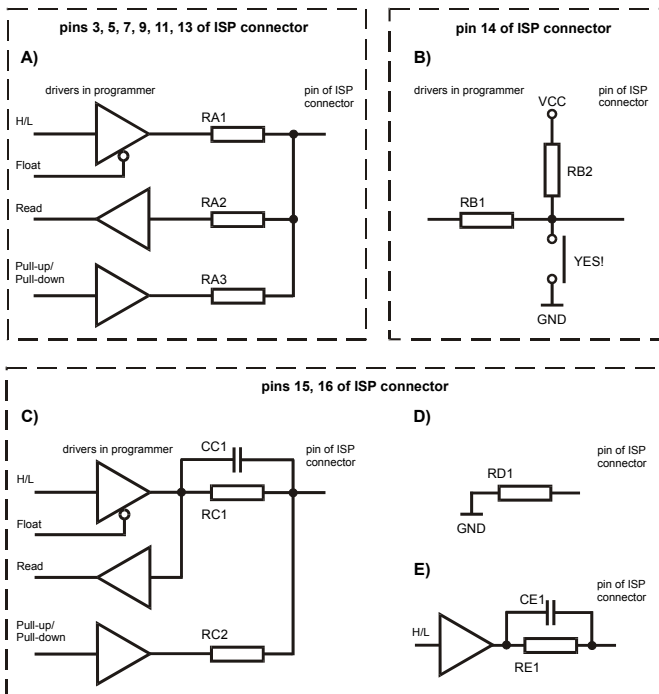 pins 3, 5, 7, 9, 11, 13 of ISP connector
A)
drivers in programmer
pin of ISP
connector
H/L
RA1
Float
Read
RA2
Pull-up/
Pull-down
RA3
pin 14 of ISP connector
B)
drivers in programmer
pin of ISP
connector
VCC
RB2
RB1
YES!
GND
pins 15, 16 of ISP connector
C)
drivers in programmer
CC1
pin of ISP
connector
H/L
RC1
Float
Read
Pull-up/
Pull-down
RC2
D)
pin of ISP
connector
RD1
GND
E)
pin of ISP
connector
CE1
H/L
RE1